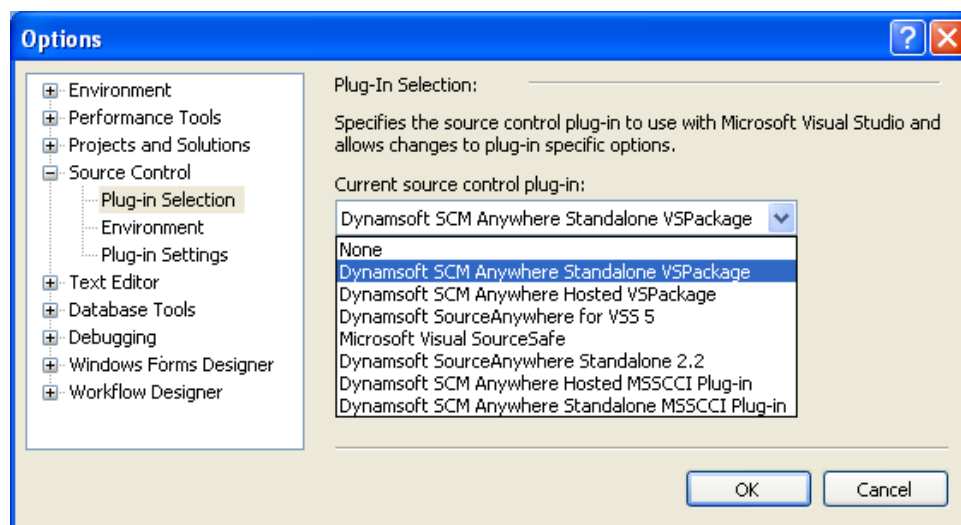 Options
Environment
Performance Tools
Projects and Solutions
Source Control
Plug-in Selection
Environment
Plug-in Settings
Text Editor
Database Tools
Debugging
Windows Forms Designer
Workflow Designer
Plug-In Selection:
Specifies the source control plug-in to use with Microsoft Visual Studio and
allows changes to plug-in specific options.
Current source control plug-in:
Dynamsoft SCM Anywhere Standalone VSPackage
None
Dynamsoft SCM Anywhere Standalone VSPackage
Dynamsoft SCM Anywhere Hosted VSPackage
Dynamsoft SourceAnywhere for VSS 5
Microsoft Visual SourceSafe
Dynamsoft SourceAnywhere Standalone 2.2
Dynamsoft SCM Anywhere Hosted MSSCCI Plug-in
Dynamsoft SCM Anywhere Standalone MSSCCI Plug-in
OK
Cancel